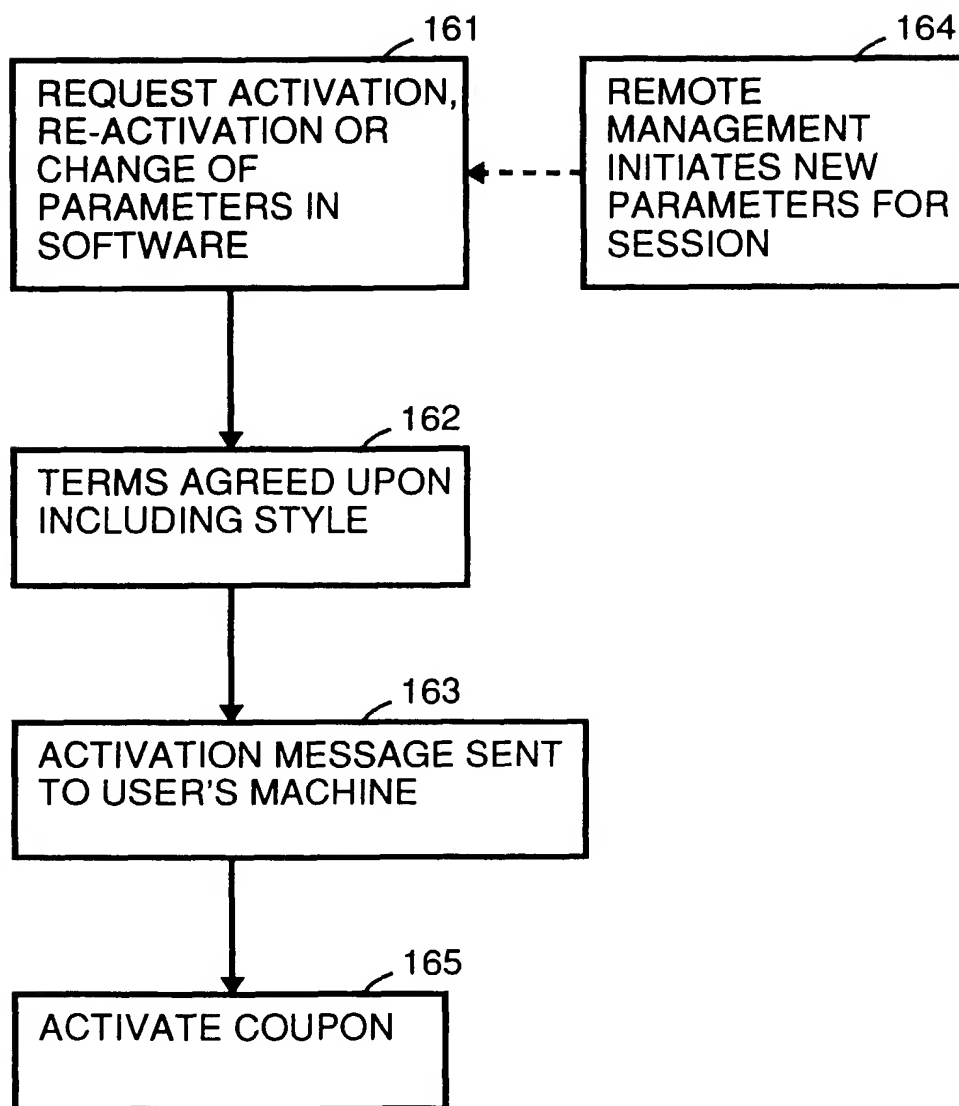 161
REQUEST ACTIVATION,
RE-ACTIVATION OR
CHANGE OF
PARAMETERS IN
SOFTWARE
164
REMOTE
MANAGEMENT
INITIATES NEW
PARAMETERS FOR
SESSION
162
TERMS AGREED UPON
INCLUDING STYLE
163
ACTIVATION MESSAGE SENT
TO USER'S MACHINE
165
ACTIVATE COUPON